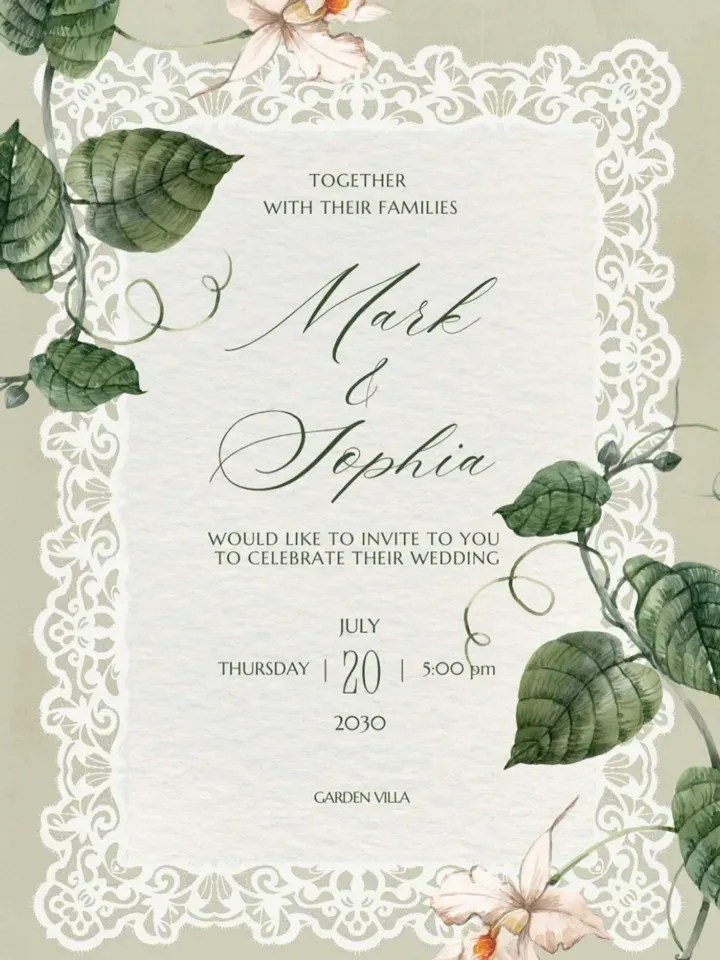 TOGETHER
WITH THEIR FAMILIES
Mark
&
Sophia
WOULD LIKE TO INVITE TO YOU
TO CELEBRATE THEIR WEDDING
JULY
THURSDAY | 20 | 5:00 pm
2030
GARDEN VILLA